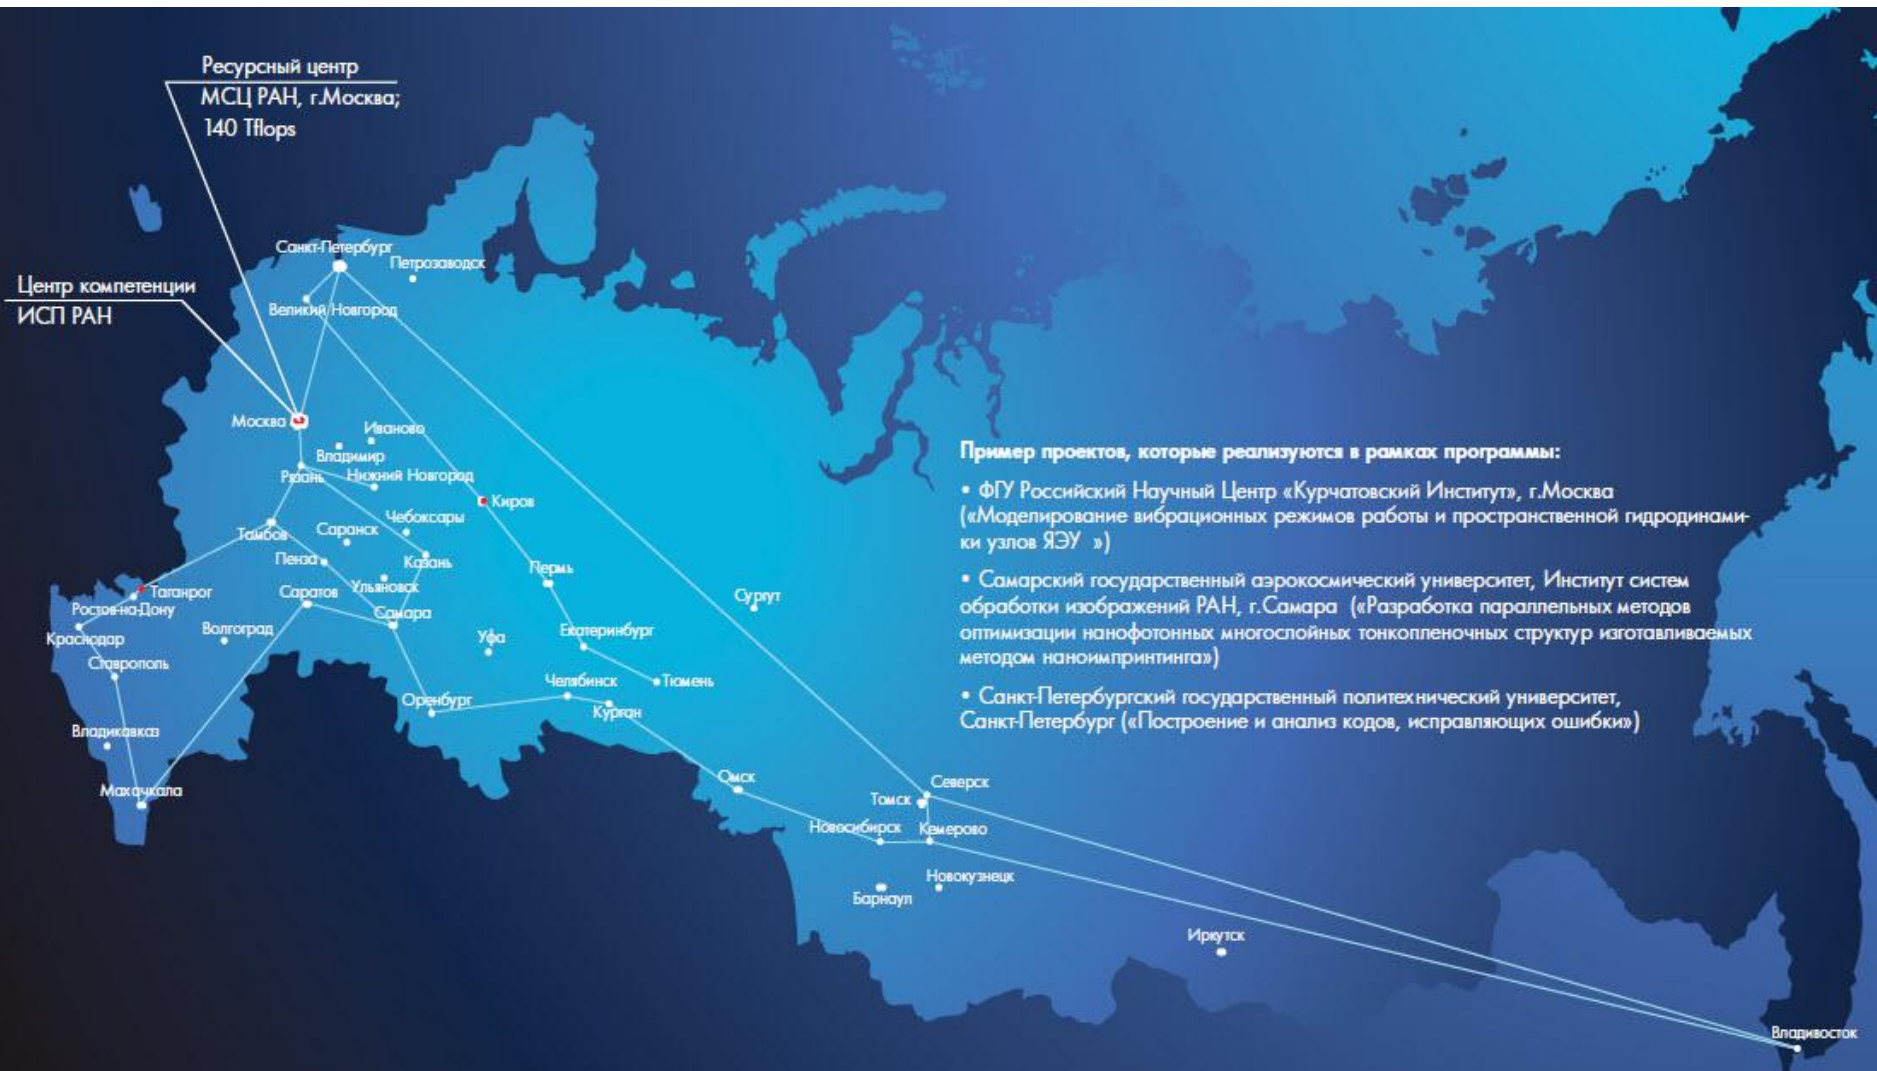 Ресурсный центр
МСЦ РАН, г.Москва;
140 Tflops
Санкт-Петербург
Петрозаводск
Центр компетенции
ИСП РАН
Великий Новгород
Москва
Иваново
Владимир
Рязань
Нижний Новгород
Киров
Чебоксары
Саранск
Тамбов
Пенза
Казань
Пермь
Ульяновск
Таганрог
Саратов
Сургут
Ростов-на-Дону
Самара
Волгоград
Краснодар
Уфа
Екатеринбург
Ставрополь
Челябинск
Тюмень
Оренбург
Курган
Владикавказ
Махачкала
Омск
Северск
Томск
Новосибирск
Кемерово
Новокузнецк
Барнаул
Иркутск
Владивосток
Пример проектов, которые реализуются в рамках программы:
• ФГУ Российский Научный Центр «Курчатовский Институт», г.Москва
(«Моделирование вибрационных режимов работы и пространственной гидродинами-
ки узлов ЯЭУ »)
• Самарский государственный аэрокосмический университет, Институт систем
обработки изображений РАН, г.Самара («Разработка параллельных методов
оптимизации нанофотонных многослойных тонкопленочных структур изготавливаемых
методом наноимпринтинга»)
• Санкт-Петербургский государственный политехнический университет,
Санкт-Петербург («Построение и анализ кодов, исправляющих ошибки»)